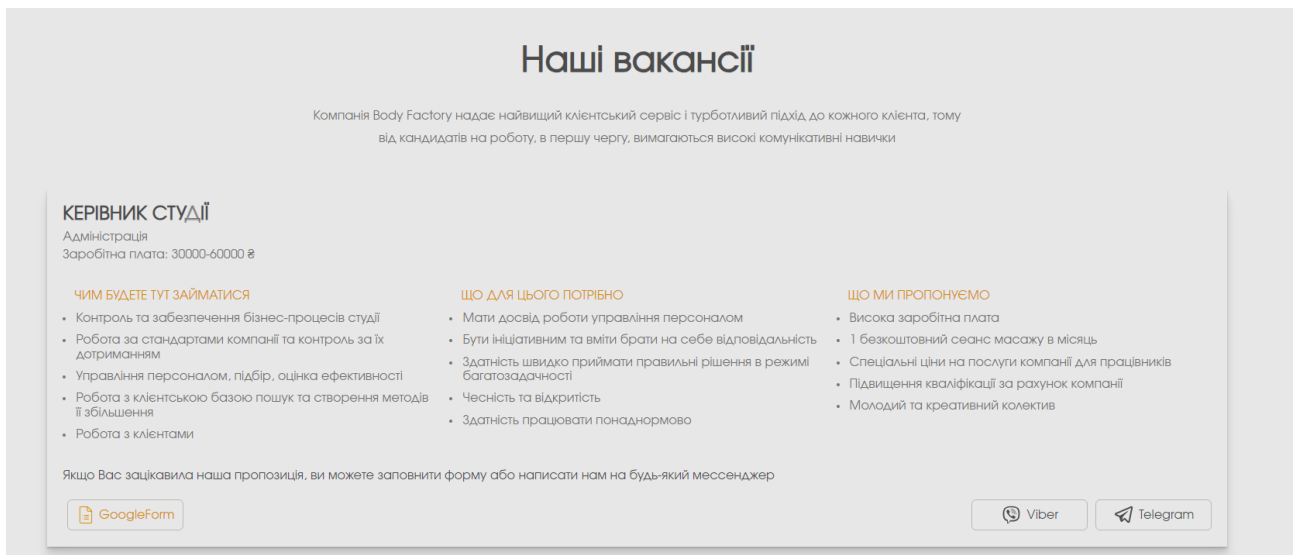 Наші вакансії
Компанія Body Factory надає найвищий клієнтський сервіс і турботливий підхід до кожного клієнта, тому
від кандидатів на роботу, в першу чергу, вимагаються високі комунікативні навички
КЕРІВНИК СТУДІЇ
Адміністрація
Заробітна плата: 30000-60000 ₴
ЧИМ БУДЕТЕ ТУТ ЗАЙМАТИСЯ
• Контроль та забезпечення бізнес-процесів студії
• Робота за стандартами компанії та контроль за їх
дотриманням
• Управління персоналом, підбір, оцінка ефективності
• Робота з клієнтською базою пошук та створення методів
її збільшення
• Робота з клієнтами
ЩО ДЛЯ ЦЬОГО ПОТРІБНО
• Мати досвід роботи управління персоналом
• Бути ініціативним та вміти брати на себе відповідальність
• Здатність швидко приймати правильні рішення в режимі
багатозадачності
• Чесність та відкритість
• Здатність працювати понаднормово
ЩО МИ ПРОПОНУЄМО
• Висока заробітна плата
• 1 безкоштовний сеанс масажу в місяць
• Спеціальні ціни на послуги компанії для працівників
• Підвищення кваліфікації за рахунок компанії
• Молодий та креативний колектив
Якщо Вас зацікавила наша пропозиція, ви можете заповнити форму або написати нам на будь-який мессенджер
GoogleForm
Viber
Telegram